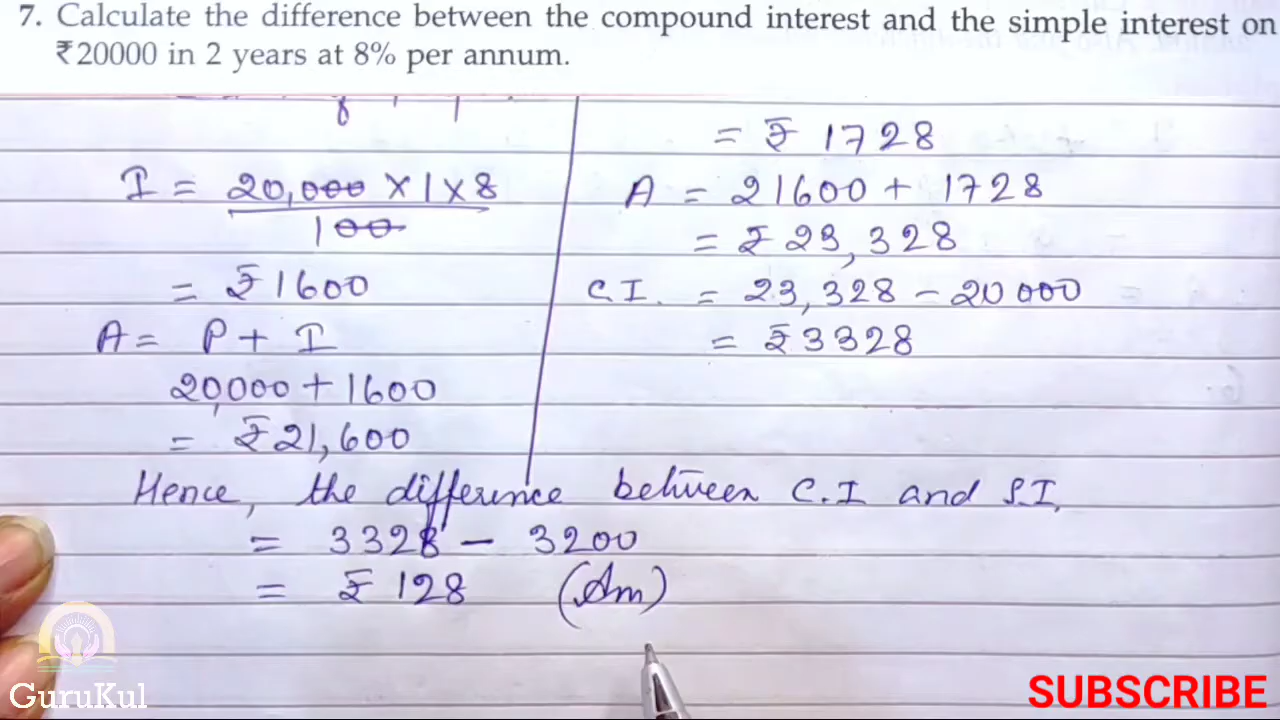 7. Calculate the difference between the compound interest and the simple interest on
₹20000 in 2 years at 8% per annum.
I = 20,000 × 1 × 8
100
= ₹1600
A = P + I
20,000 + 1600
= ₹21,600
= ₹ 1728
A = 21600 + 1728
= ₹ 23,328
C.I. = 23,328 – 20000
= ₹3328
Hence, the difference between C.I and S.I.
= 3328 – 3200
= ₹ 128 (Ans)
GuruKul
SUBSCRIBE